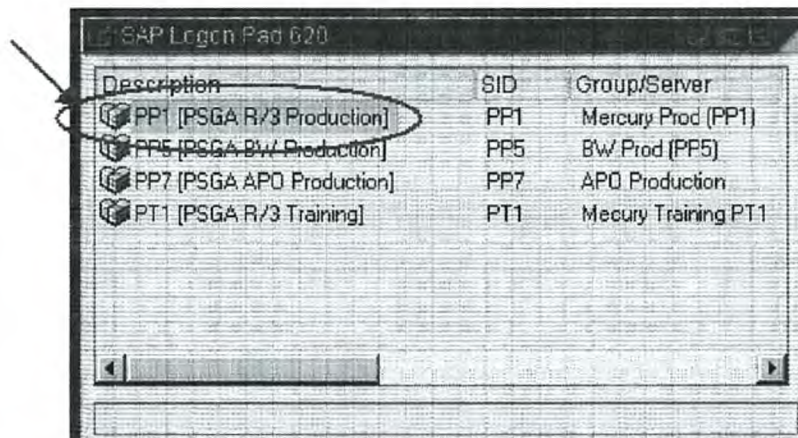 SAP Logon Pad 620
Description SID Group/Server
PP1 [PSGA R/3 Production] PP1 Mercury Prod (PP1)
PP5 [PSGA BW Production] PP5 BW Prod (PP5)
PP7 [PSGA APO Production] PP7 APO Production
PT1 [PSGA R/3 Training] PT1 Mecury Training PT1